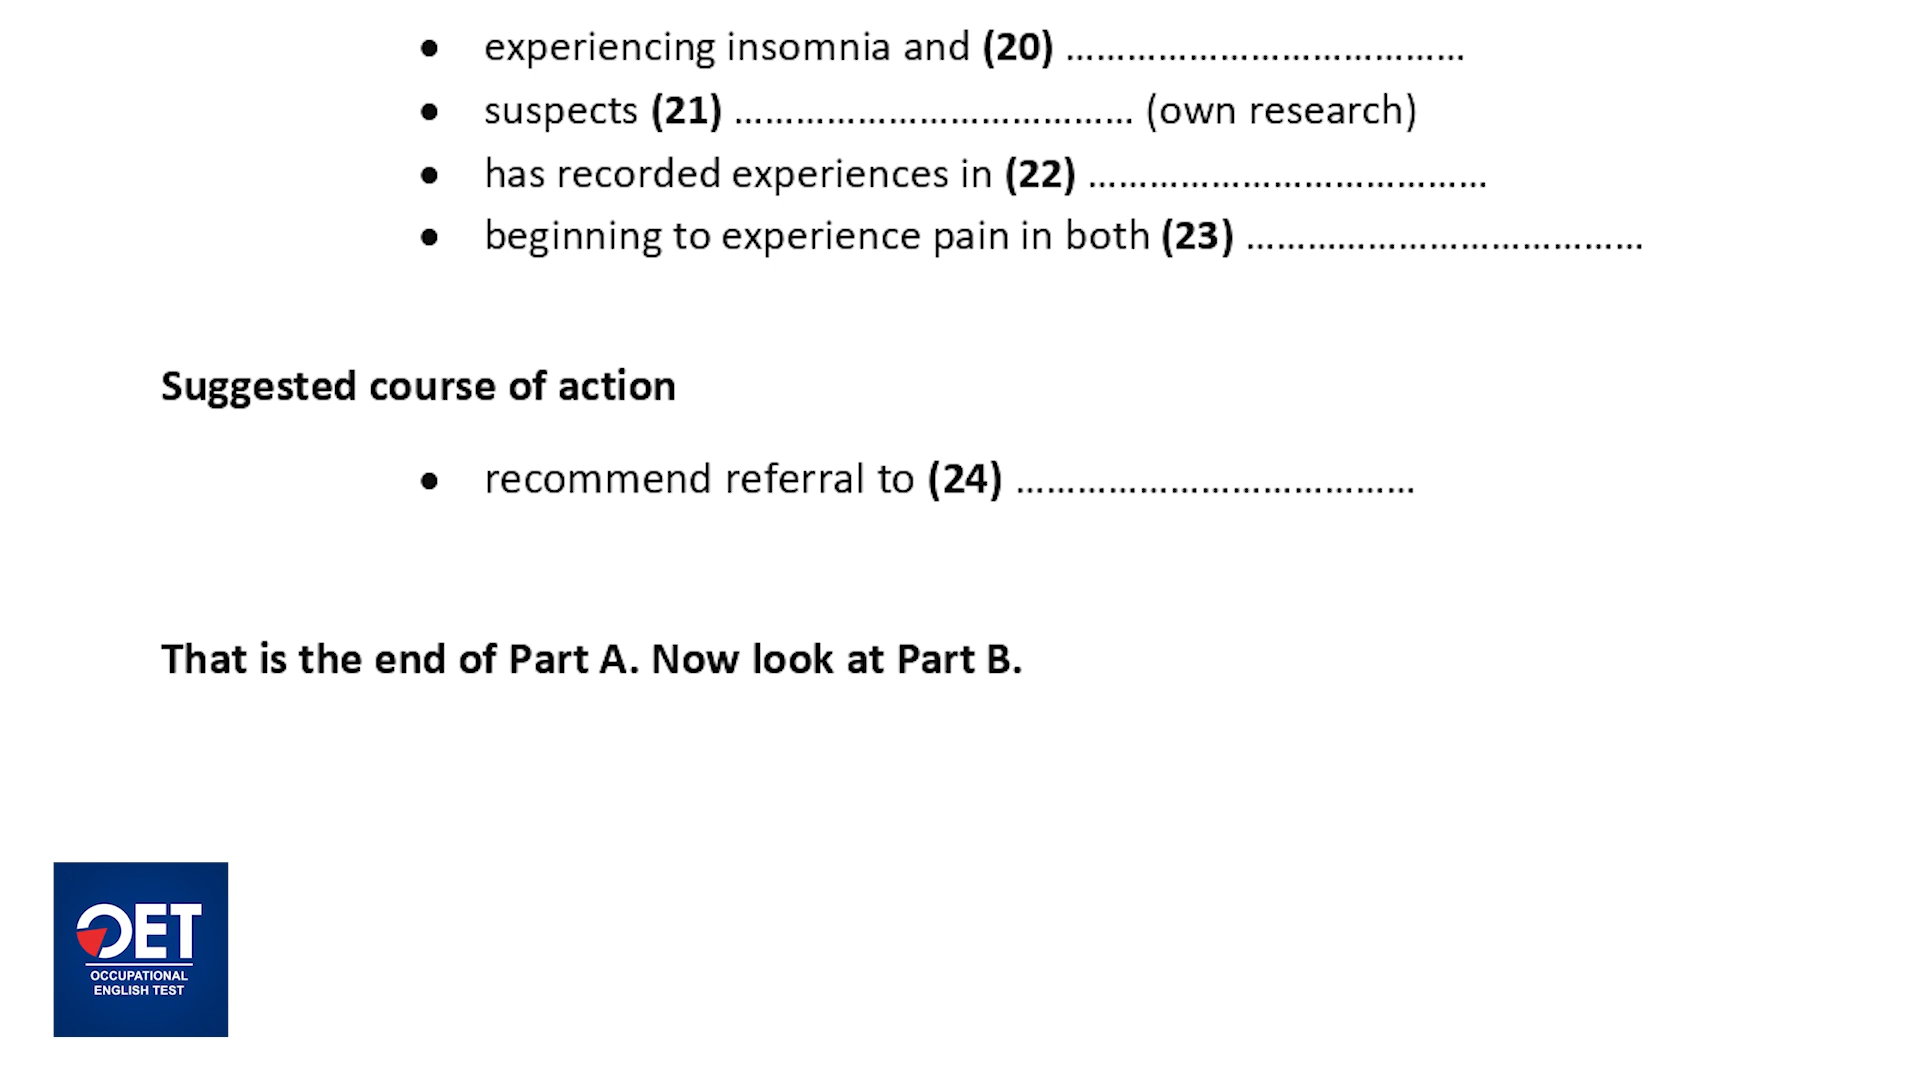 ● experiencing insomnia and (20) ..........................................
● suspects (21) .......................................... (own research)
● has recorded experiences in (22) ..........................................
● beginning to experience pain in both (23) ..........................................
Suggested course of action
● recommend referral to (24) ..........................................
That is the end of Part A. Now look at Part B.
OET
OCCUPATIONAL
ENGLISH TEST